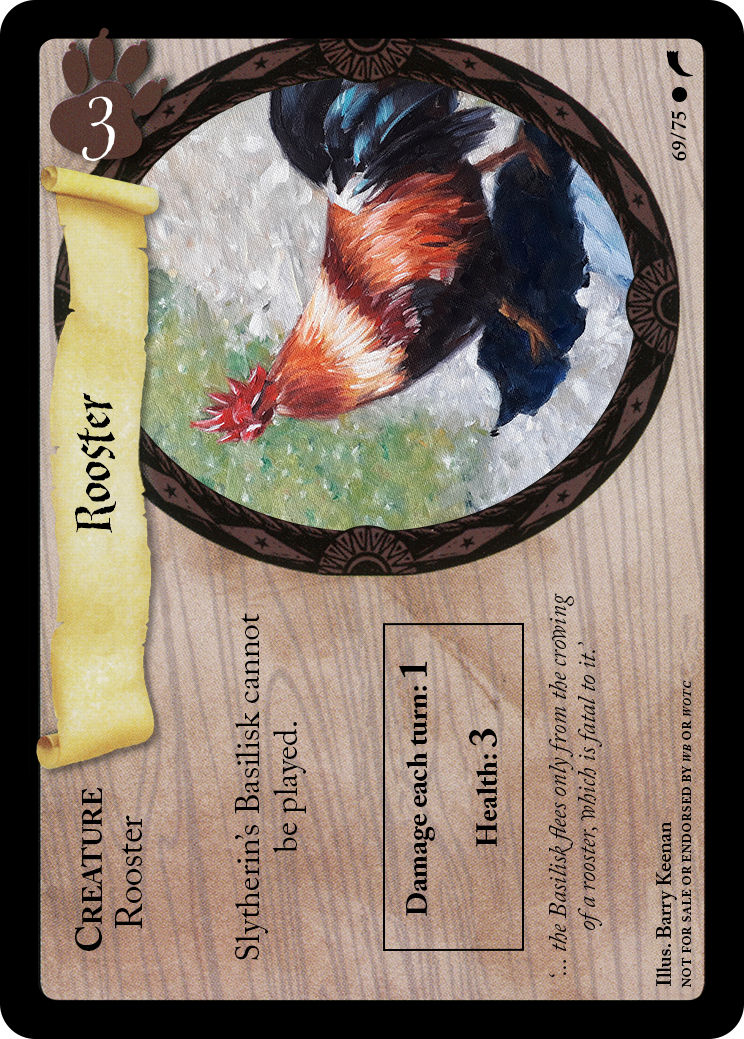 3
Rooster
CREATURE
Rooster
Slytherin's Basilisk cannot
be played.
Damage each turn: 1
Health: 3
‘... the Basilisk flees only from the crowing
of a rooster, which is fatal to it.’
Illus. Barry Keenan
NOT FOR SALE OR ENDORSED BY WB OR WOTC
69/75